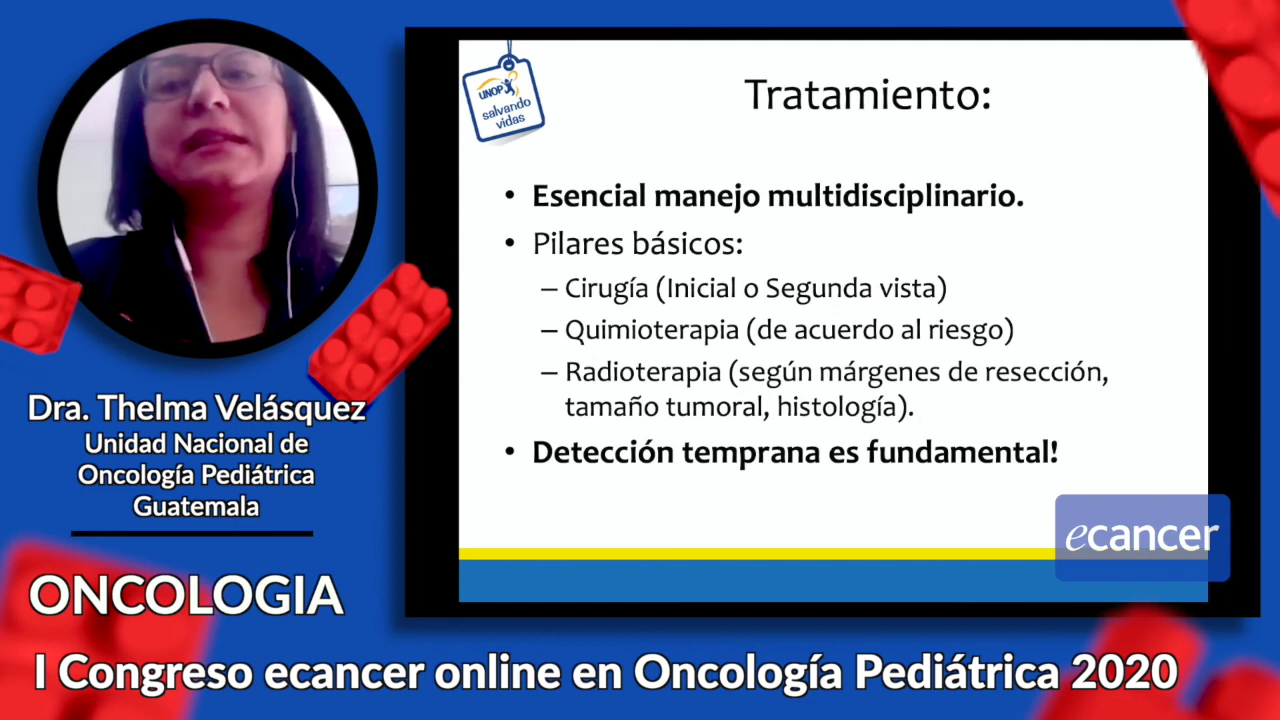 UNOP
salvando
vidas
Tratamiento:
• Esencial manejo multidisciplinario.
• Pilares básicos:
– Cirugía (Inicial o Segunda vista)
– Quimioterapia (de acuerdo al riesgo)
– Radioterapia (según márgenes de resección,
tamaño tumoral, histología).
• Detección temprana es fundamental!
ecancer
Dra. Thelma Velásquez
Unidad Nacional de
Oncología Pediátrica
Guatemala
ONCOLOGIA
I Congreso ecancer online en Oncología Pediátrica 2020